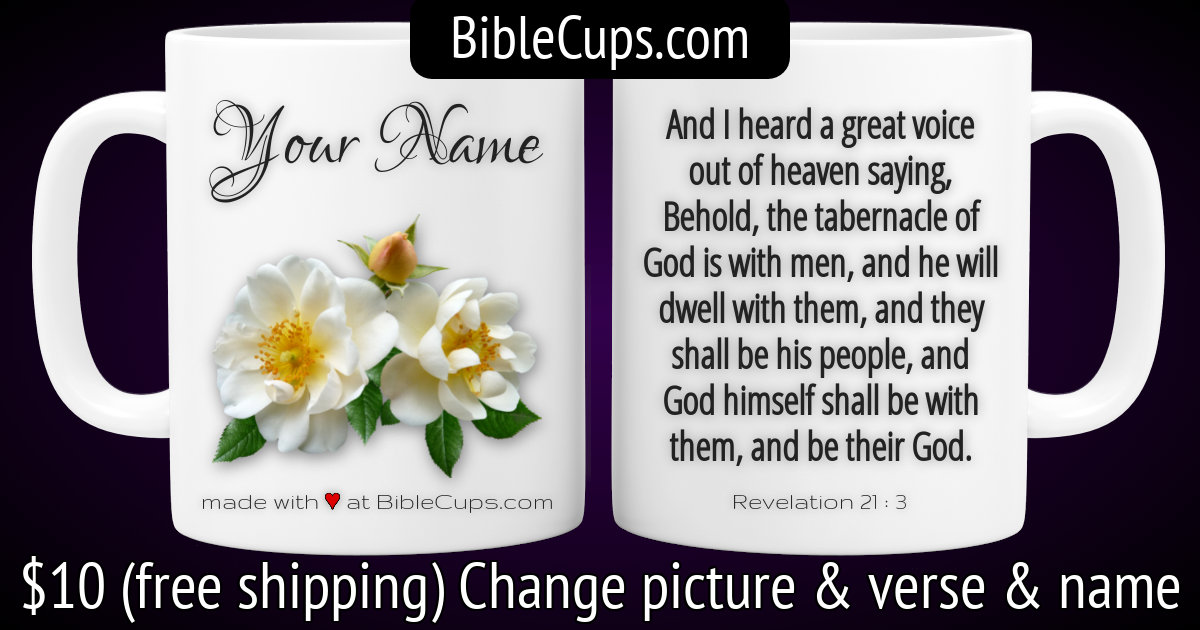 BibleCups.com
Your Name
made with ♥ at BibleCups.com
And I heard a great voice
out of heaven saying,
Behold, the tabernacle of
God is with men, and he will
dwell with them, and they
shall be his people, and
God himself shall be with
them, and be their God.
Revelation 21 : 3
$10 (free shipping) Change picture & verse & name